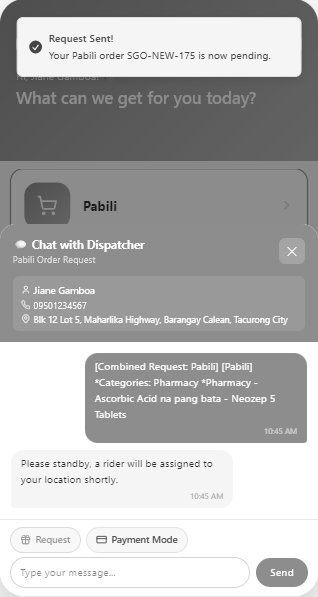 Request Sent!
Your Pabili order SGO-NEW-175 is now pending.
Hi, Jiane Gamboa!
What can we get for you today?
Pabili
Chat with Dispatcher
Pabili Order Request
Jiane Gamboa
09501234567
Blk 12 Lot 5, Maharlika Highway, Barangay Calean, Tacurong City
[Combined Request: Pabili] [Pabili]
*Categories: Pharmacy *Pharmacy -
Ascorbic Acid na pang bata - Neozep 5
Tablets
10:45 AM
Please standby, a rider will be assigned to
your location shortly.
10:45 AM
Request
Payment Mode
Type your message...
Send